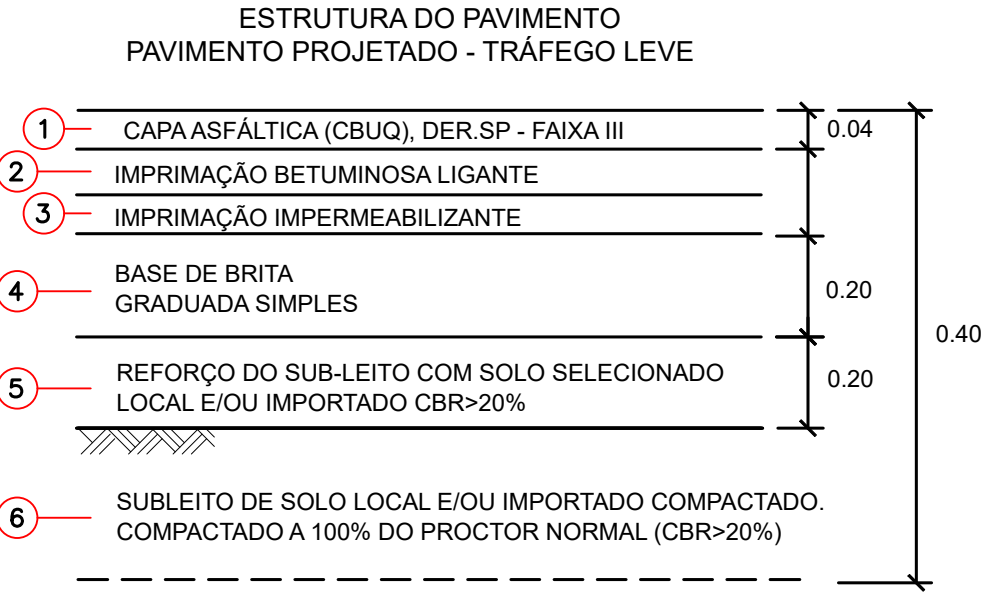 ESTRUTURA DO PAVIMENTO
PAVIMENTO PROJETADO - TRÁFEGO LEVE
1 CAPA ASFÁLTICA (CBUQ), DER.SP - FAIXA III 0.04
2 IMPRIMAÇÃO BETUMINOSA LIGANTE
3 IMPRIMAÇÃO IMPERMEABILIZANTE
4 BASE DE BRITA
GRADUADA SIMPLES 0.20
0.40
5 REFORÇO DO SUB-LEITO COM SOLO SELECIONADO
LOCAL E/OU IMPORTADO CBR>20% 0.20
6 SUBLEITO DE SOLO LOCAL E/OU IMPORTADO COMPACTADO.
COMPACTADO A 100% DO PROCTOR NORMAL (CBR>20%)